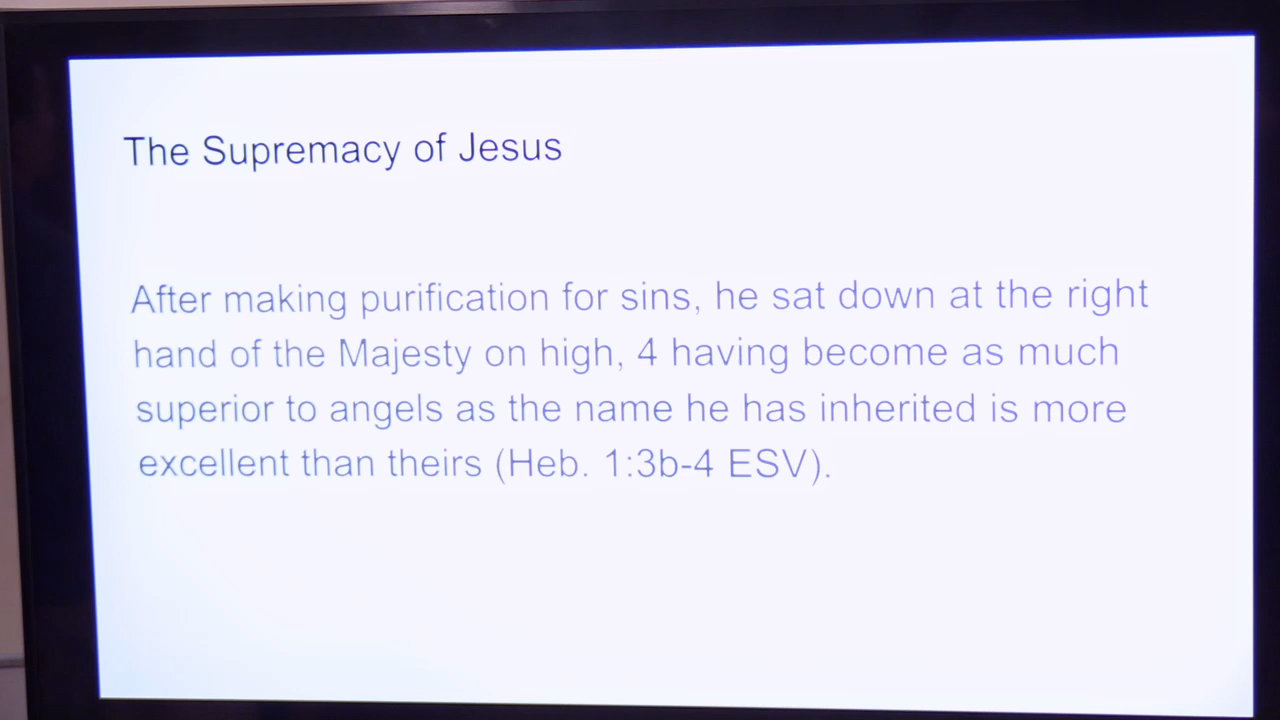 The Supremacy of Jesus
After making purification for sins, he sat down at the right
hand of the Majesty on high, 4 having become as much
superior to angels as the name he has inherited is more
excellent than theirs (Heb. 1:3b-4 ESV).